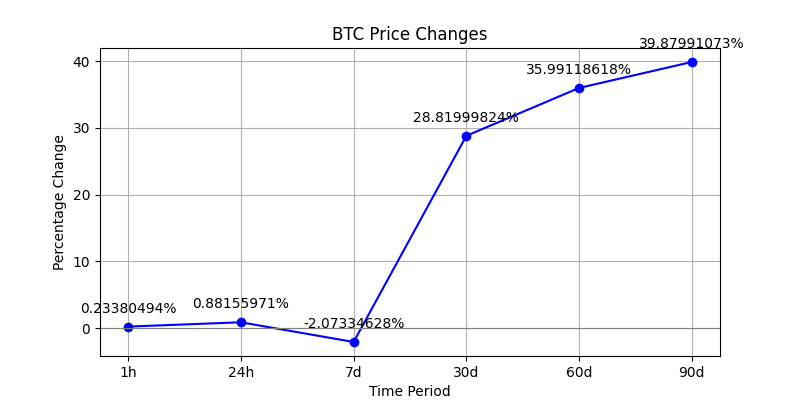 BTC Price Changes
Percentage Change
40
30
20
10
0
0.23380494%
0.88155971%
-2.07334628%
28.81999824%
35.99118618%
39.87991073%
1h
24h
7d
30d
60d
90d
Time Period